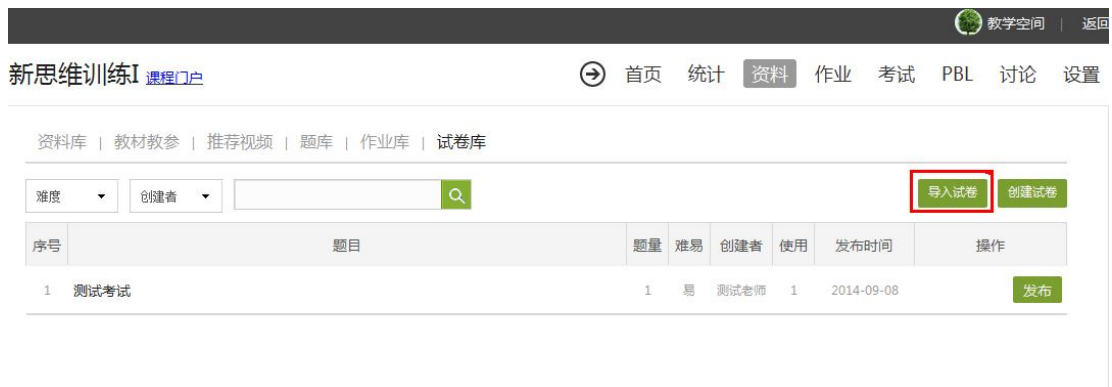 教学空间 | 返回
新思维训练I 课程门户 首页 统计 资料 作业 考试 PBL 讨论 设置
资料库 | 教材教参 | 推荐视频 | 题库 | 作业库 | 试卷库
难度 创建者 导入试卷 创建试卷
序号 题目 题量 难易 创建者 使用 发布时间 操作
1 测试考试 1 易 测试老师 1 2014-09-08 发布